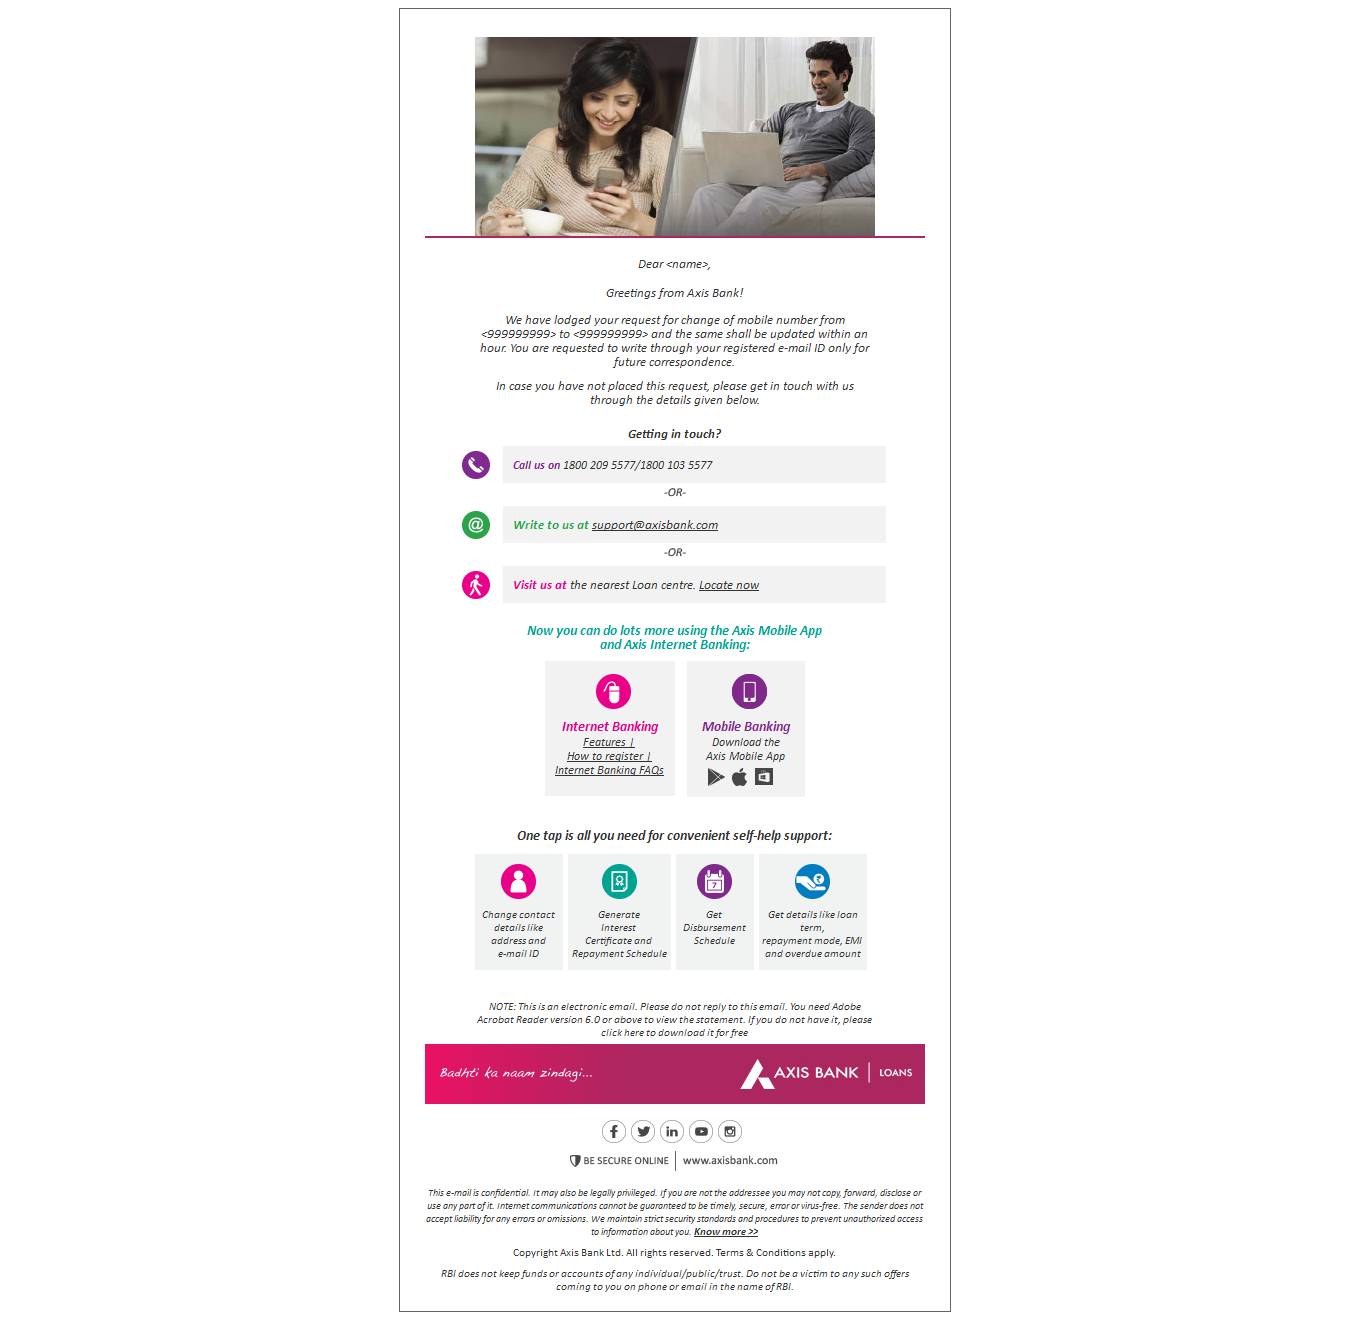 Dear <name>,
Greetings from Axis Bank!
We have lodged your request for change of mobile number from
<999999999> to <999999999> and the same shall be updated within an
hour. You are requested to write through your registered e-mail ID only for
future correspondence.
In case you have not placed this request, please get in touch with us
through the details given below.
Getting in touch?
Call us on 1800 209 5577/1800 103 5577
-OR-
Write to us at support@axisbank.com
-OR-
Visit us at the nearest Loan centre. Locate now
Now you can do lots more using the Axis Mobile App
and Axis Internet Banking:
Internet Banking
Features |
How to register |
Internet Banking FAQs
Mobile Banking
Download the
Axis Mobile App
One tap is all you need for convenient self-help support:
Change contact
details like
address and
e-mail ID
Generate
Interest
Certificate and
Repayment Schedule
7
Get
Disbursement
Schedule
Get details like loan
term,
repayment mode, EMI
and overdue amount
NOTE: This is an electronic email. Please do not reply to this email. You need Adobe
Acrobat Reader version 6.0 or above to view the statement. If you do not have it, please
click here to download it for free
Badhti ka naam zindagi...
AXIS BANK | LOANS
BE SECURE ONLINE | www.axisbank.com
This e-mail is confidential. It may also be legally privileged. If you are not the addressee you may not copy, forward, disclose or
use any part of it. Internet communications cannot be guaranteed to be timely, secure, error or virus-free. The sender does not
accept liability for any errors or omissions. We maintain strict security standards and procedures to prevent unauthorized access
to information about you. Know more >>
Copyright Axis Bank Ltd. All rights reserved. Terms & Conditions apply.
RBI does not keep funds or accounts of any individual/public/trust. Do not be a victim to any such offers
coming to you on phone or email in the name of RBI.